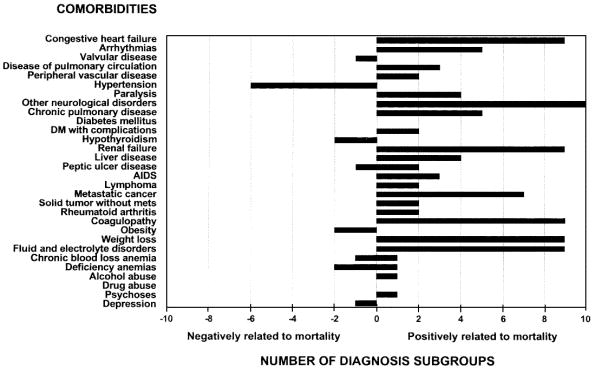 COMORBIDITIES
Congestive heart failure
Arrhythmias
Valvular disease
Disease of pulmonary circulation
Peripheral vascular disease
Hypertension
Paralysis
Other neurological disorders
Chronic pulmonary disease
Diabetes mellitus
DM with complications
Hypothyroidism
Renal failure
Liver disease
Peptic ulcer disease
AIDS
Lymphoma
Metastatic cancer
Solid tumor without mets
Rheumatoid arthritis
Coagulopathy
Obesity
Weight loss
Fluid and electrolyte disorders
Chronic blood loss anemia
Deficiency anemias
Alcohol abuse
Drug abuse
Psychoses
Depression
-10 -8 -6 -4 -2 0 2 4 6 8 10
Negatively related to mortality Positively related to mortality
NUMBER OF DIAGNOSIS SUBGROUPS